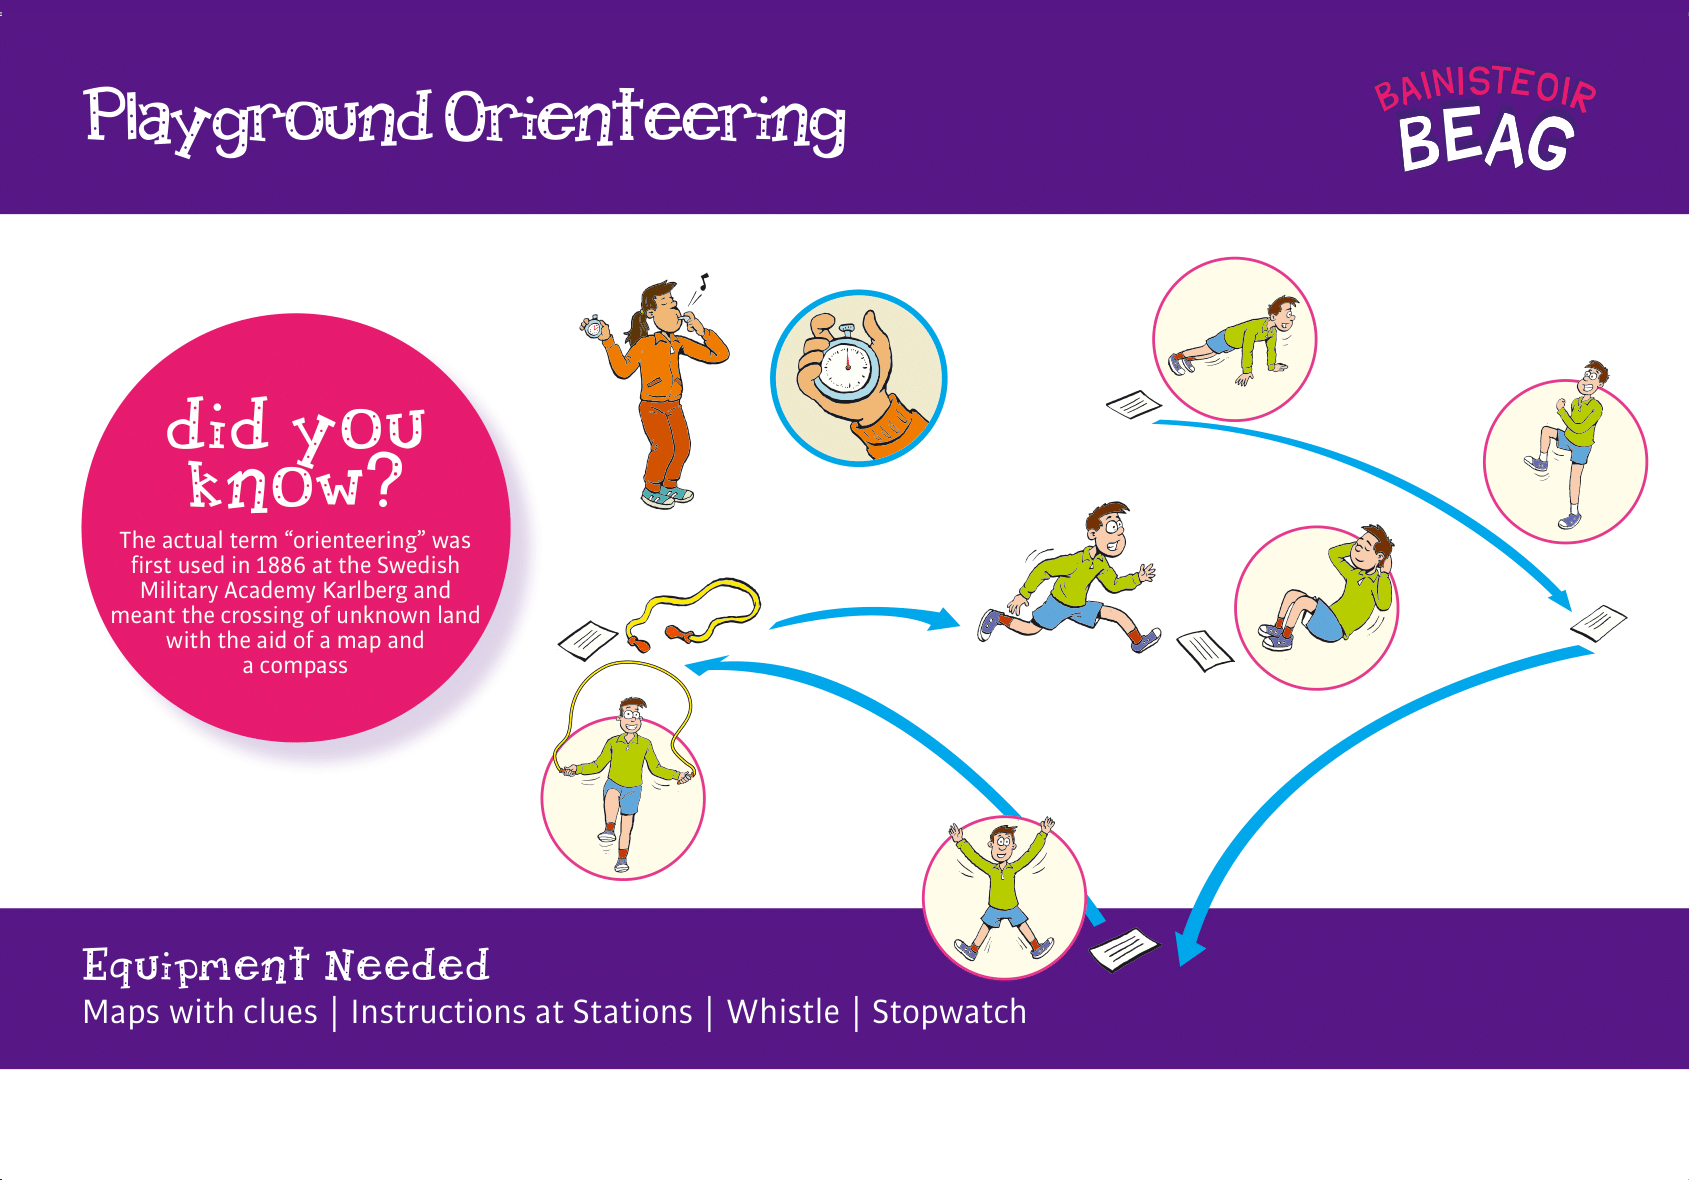 Playground Orienteering
BAINISTEOIR
BEAG
did you
know?
The actual term “orienteering” was
first used in 1886 at the Swedish
Military Academy Karlberg and
meant the crossing of unknown land
with the aid of a map and
a compass
Equipment Needed
Maps with clues | Instructions at Stations | Whistle | Stopwatch